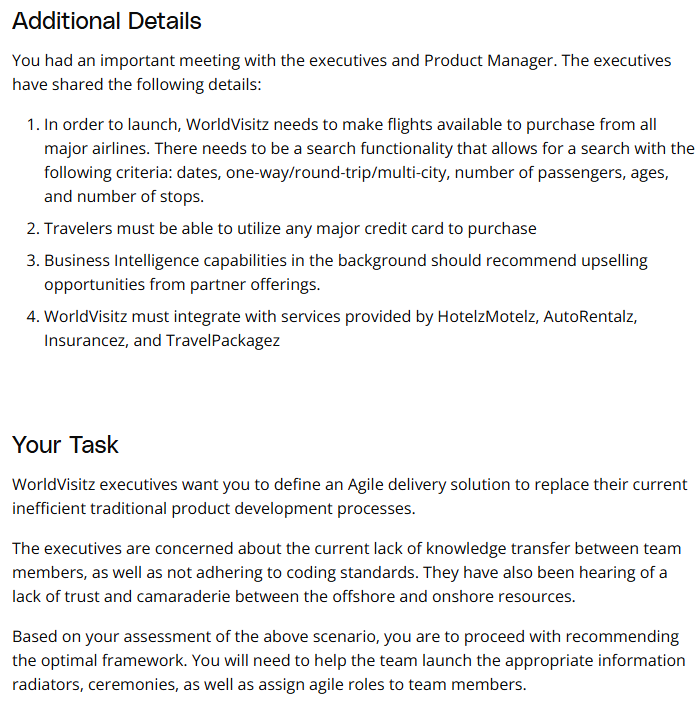 Additional Details
You had an important meeting with the executives and Product Manager. The executives
have shared the following details:
1. In order to launch, WorldVisitz needs to make flights available to purchase from all
major airlines. There needs to be a search functionality that allows for a search with the
following criteria: dates, one-way/round-trip/multi-city, number of passengers, ages,
and number of stops.
2. Travelers must be able to utilize any major credit card to purchase
3. Business Intelligence capabilities in the background should recommend upselling
opportunities from partner offerings.
4. WorldVisitz must integrate with services provided by HotelzMotelz, AutoRentalz,
Insurancez, and TravelPackagez
Your Task
WorldVisitz executives want you to define an Agile delivery solution to replace their current
inefficient traditional product development processes.
The executives are concerned about the current lack of knowledge transfer between team
members, as well as not adhering to coding standards. They have also been hearing of a
lack of trust and camaraderie between the offshore and onshore resources.
Based on your assessment of the above scenario, you are to proceed with recommending
the optimal framework. You will need to help the team launch the appropriate information
radiators, ceremonies, as well as assign agile roles to team members.